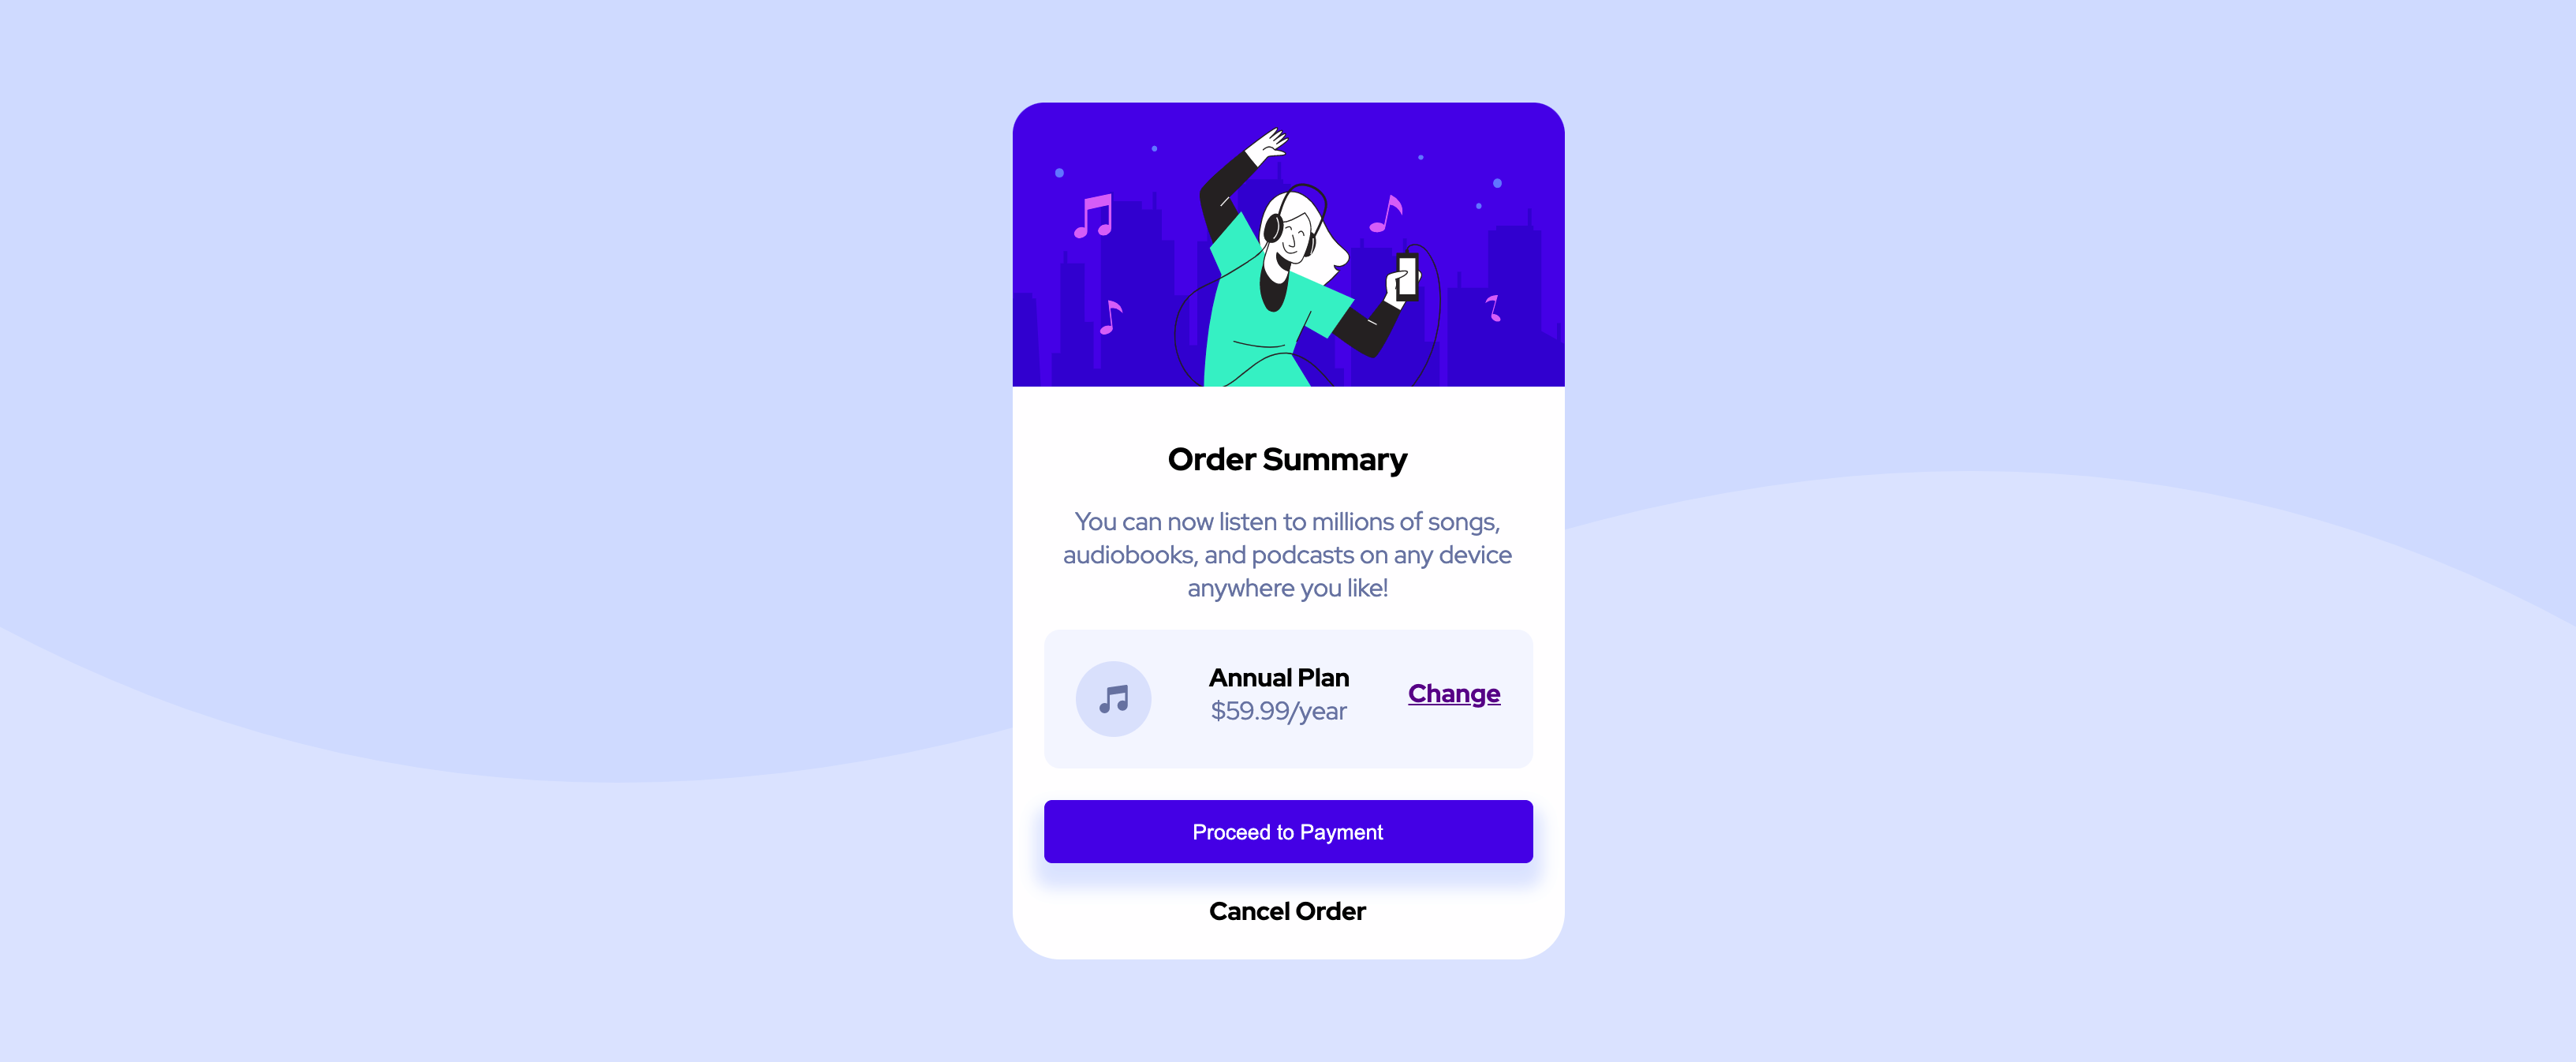 Order Summary
You can now listen to millions of songs,
audiobooks, and podcasts on any device
anywhere you like!
Annual Plan
$59.99/year
Change
Proceed to Payment
Cancel Order